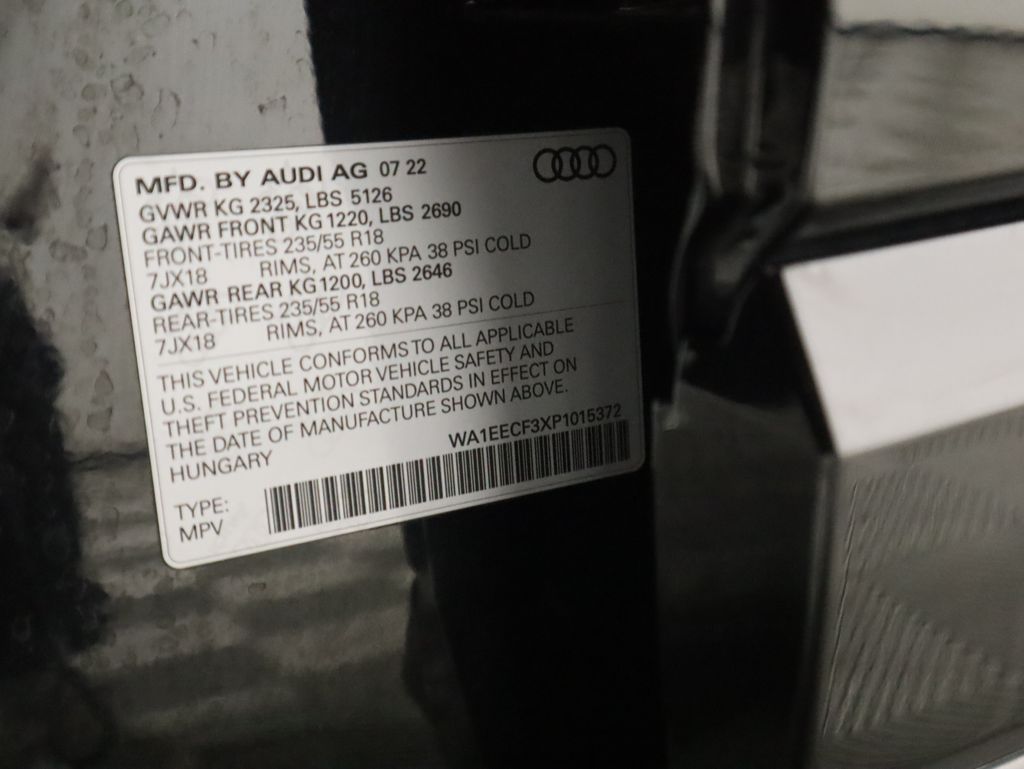 MFD. BY AUDI AG 07 22
GVWR KG 2325, LBS 5126
GAWR FRONT KG 1220, LBS 2690
FRONT-TIRES 235/55 R18
7JX18 RIMS, AT 260 KPA 38 PSI COLD
GAWR REAR KG 1200, LBS 2646
REAR-TIRES 235/55 R18
7JX18 RIMS, AT 260 KPA 38 PSI COLD
THIS VEHICLE CONFORMS TO ALL APPLICABLE
U.S. FEDERAL MOTOR VEHICLE SAFETY AND
THEFT PREVENTION STANDARDS IN EFFECT ON
THE DATE OF MANUFACTURE SHOWN ABOVE.
HUNGARY WA1EECF3XP1015372
TYPE:
MPV